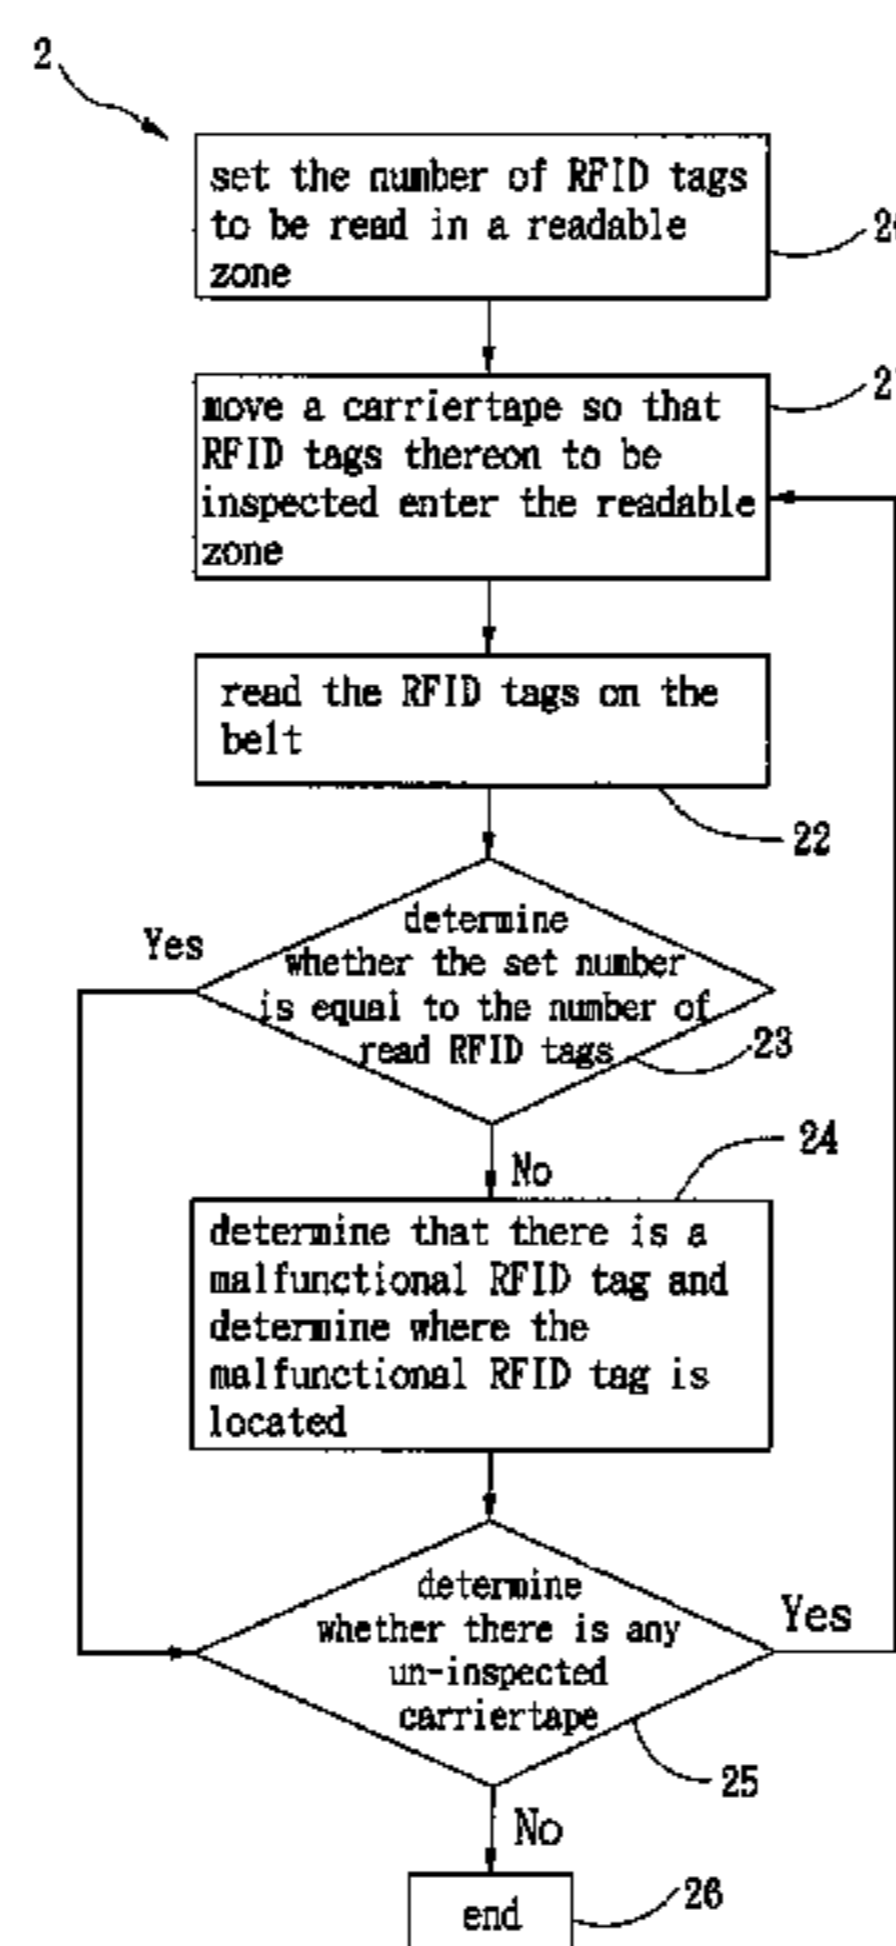 2
set the number of RFID tags
to be read in a readable
zone
move a carriertape so that
RFID tags thereon to be
inspected enter the readable
zone
read the RFID tags on the
belt
22
determine
whether the set number
is equal to the number of
read RFID tags
Yes
23
No
24
determine that there is a
malfunctional RFID tag and
determine where the
malfunctional RFID tag is
located
determine
whether there is any
un-inspected
carriertape
Yes
25
No
end
26